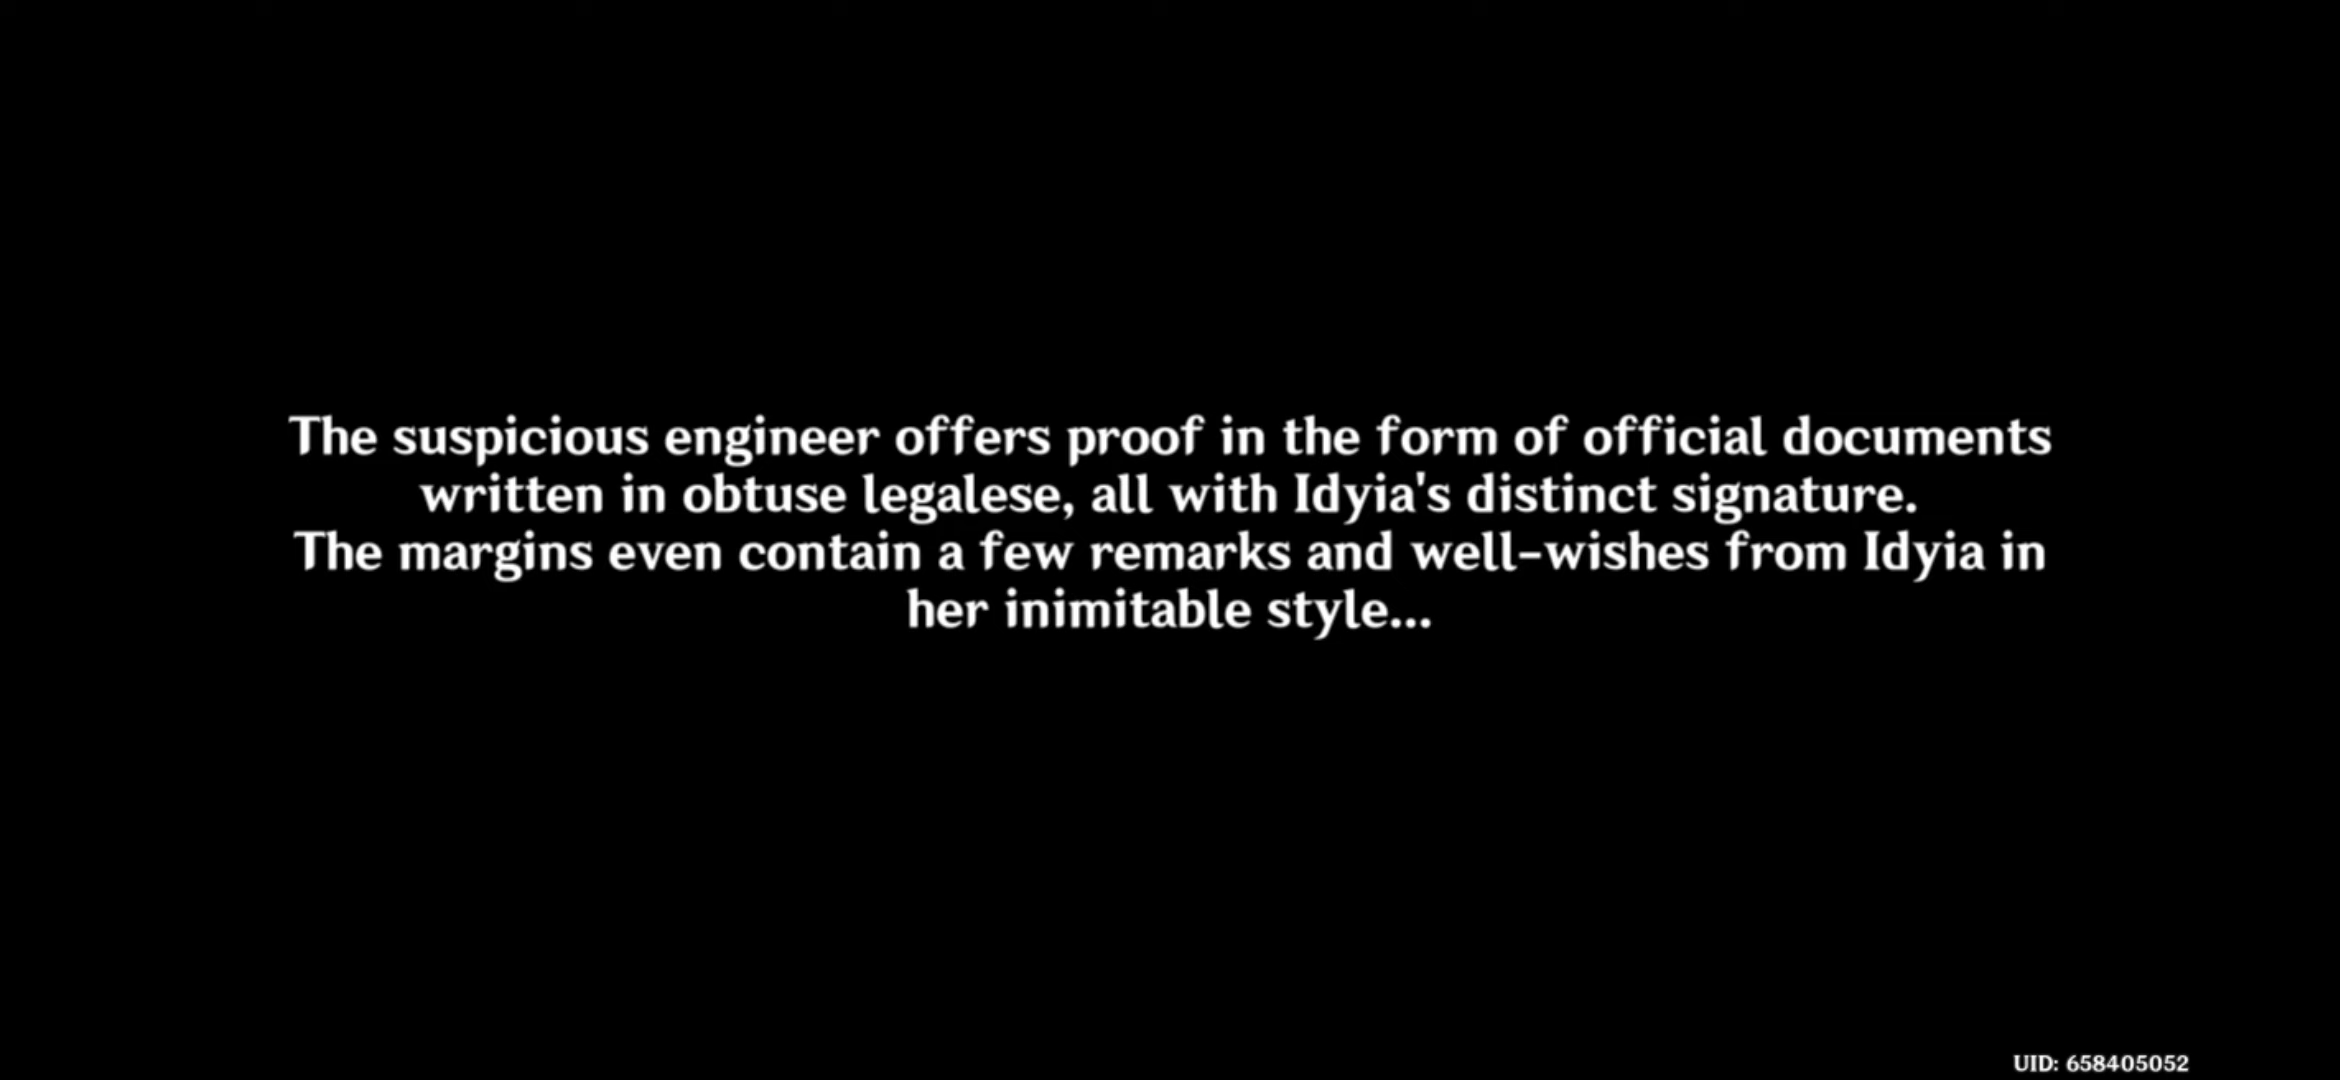 The suspicious engineer offers proof in the form of official documents
written in obtuse legalese, all with Idyia's distinct signature.
The margins even contain a few remarks and well-wishes from Idyia in
her inimitable style...
UID: 658405052